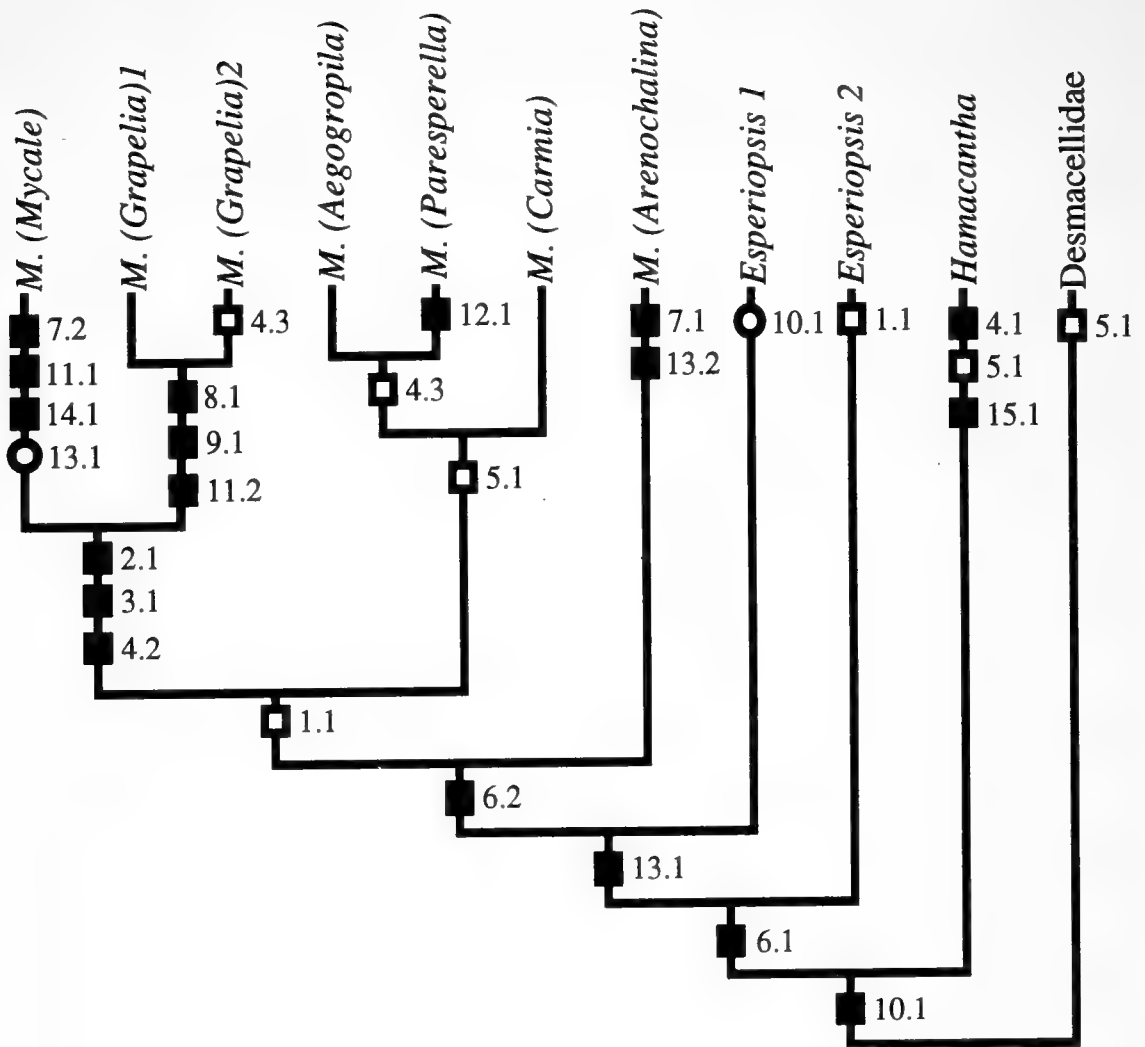 M. (Mycale)
M. (Grapelia)1
M. (Grapelia)2
M. (Aegogropila)
M. (Paresperella)
M. (Carmia)
M. (Arenochalina)
Esperiopsis 1
Esperiopsis 2
Hamacantha
Desmacellidae
7.2
11.1
14.1
13.1
4.3
8.1
9.1
11.2
12.1
4.3
5.1
7.1
13.2
10.1
1.1
4.1
5.1
15.1
5.1
2.1
3.1
4.2
1.1
6.2
13.1
6.1
10.1